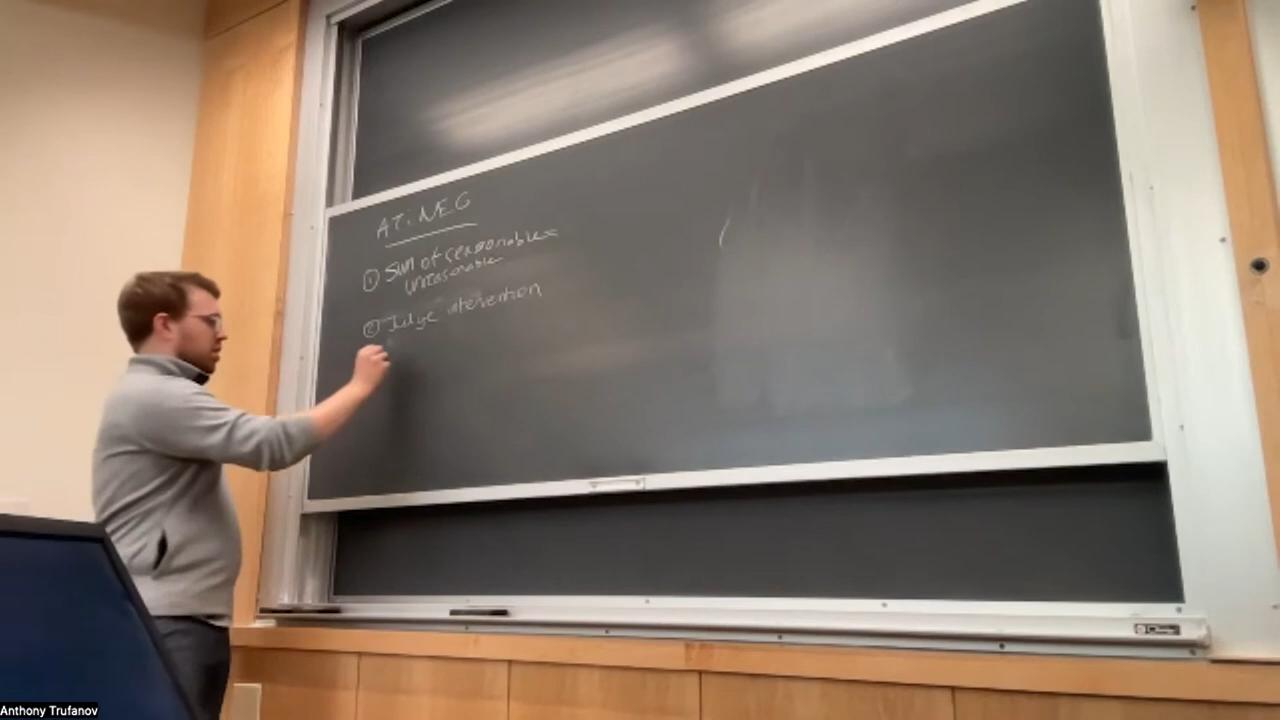 AT: NEG
① Sum of reasonable =
unreasonable
② Judge intervention
Anthony Trufanov